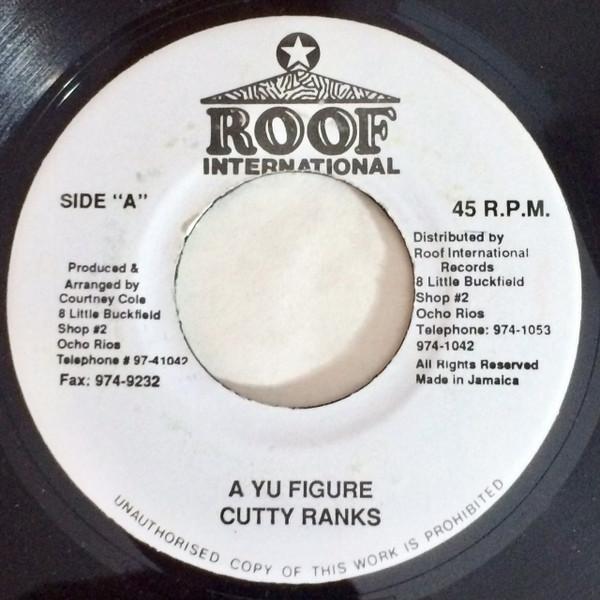 ROOF
INTERNATIONAL
SIDE "A"
45 R.P.M.
Produced &
Arranged by
Courtney Cole
8 Little Buckfield
Shop #2
Ocho Rios
Telephone # 97-41042
Fax: 974-9232
Distributed by
Roof International
Records
8 Little Buckfield
Shop #2
Ocho Rios
Telephone: 974-1053
974-1042
All Rights Reserved
Made in Jamaica
A YU FIGURE
CUTTY RANKS
UNAUTHORISED COPY OF THIS WORK IS PROHIBITED